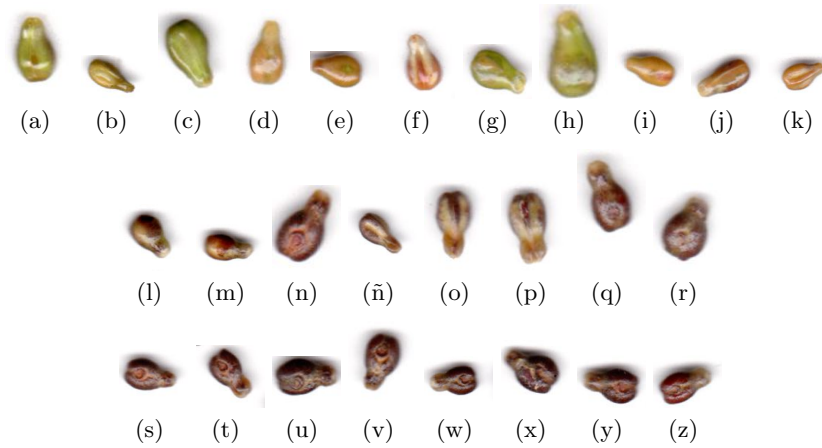 (a) (b) (c) (d) (e) (f) (g) (h) (i) (j) (k)
(l) (m) (n) (ñ) (o) (p) (q) (r)
(s) (t) (u) (v) (w) (x) (y) (z)